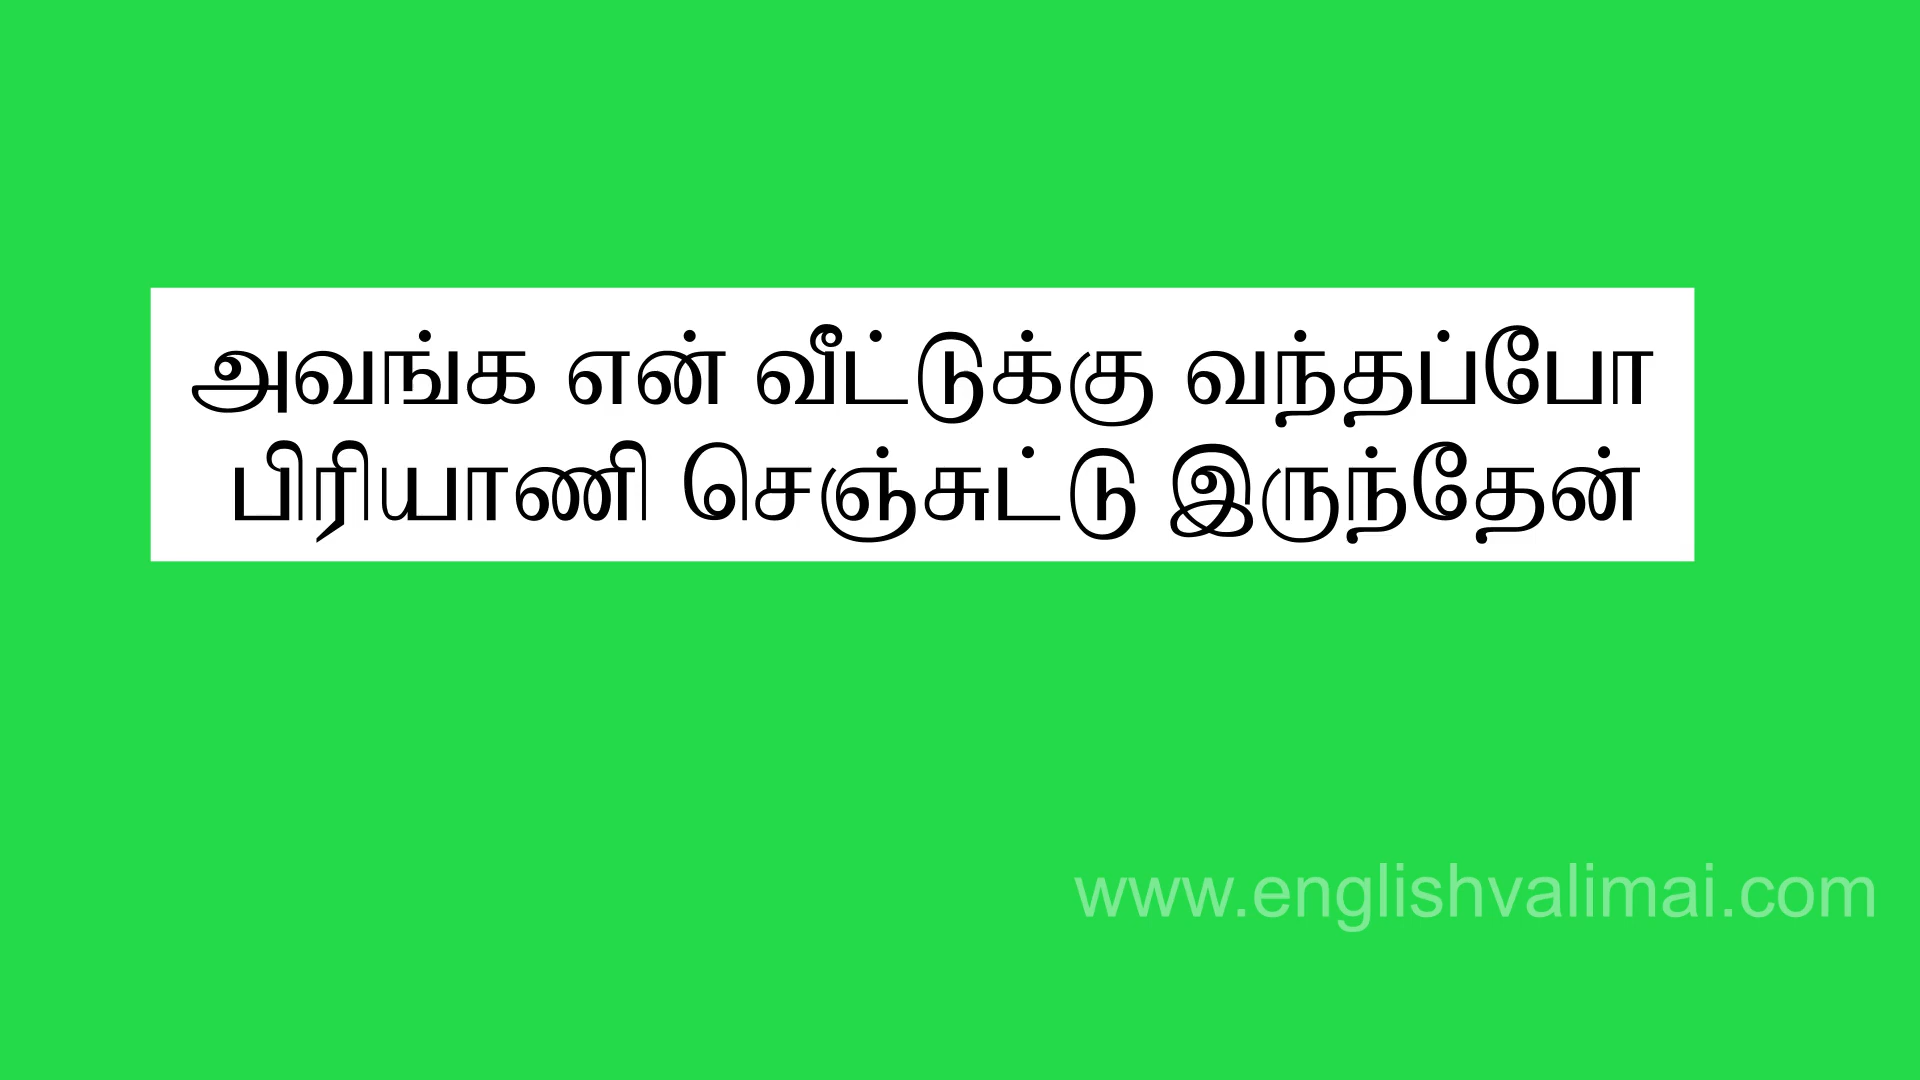 அவங்க என் வீட்டுக்கு வந்தப்போ
பிரியாணி செஞ்சுட்டு இருந்தேன்
www.englishvalimai.com